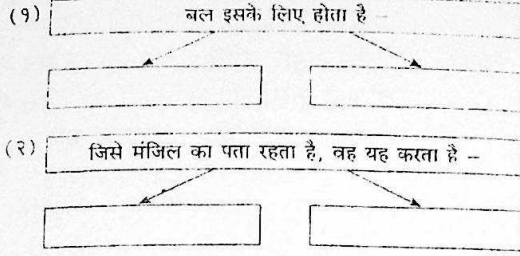 (१) बल इसके लिए होता है –
(२) जिसे मंजिल का पता रहता है, वह यह करता है –